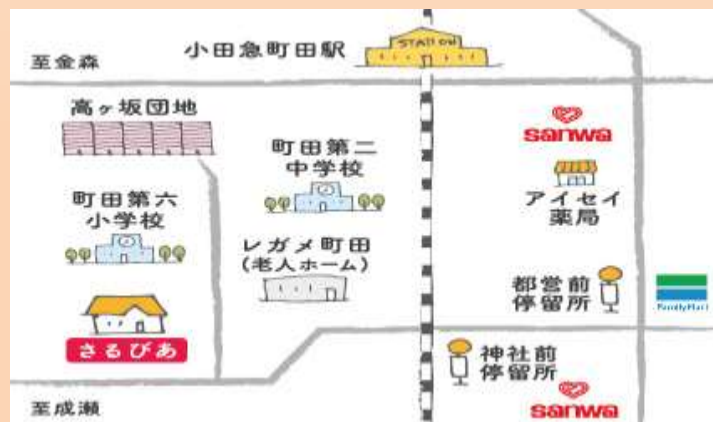 小田急町田駅
STATION
至金森
高ヶ坂団地
sanwa
町田第二
中学校
アイセイ
薬局
町田第六
小学校
レガメ町田
(老人ホーム)
都営前
停留所
FamilyMart
さるびあ
神社前
停留所
至成瀬
sanwa